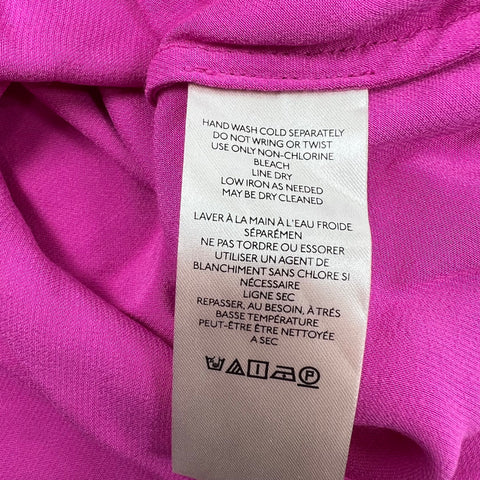 HAND WASH COLD SEPARATELY
DO NOT WRING OR TWIST
USE ONLY NON-CHLORINE
BLEACH
LINE DRY
LOW IRON AS NEEDED
MAY BE DRY CLEANED
LAVER À LA MAIN À L'EAU FROIDE
SÉPARÉMEN
NE PAS TORDRE OU ESSORER
UTILISER UN AGENT DE
BLANCHIMENT SANS CHLORE SI
NÉCESSAIRE
LIGNE SEC
REPASSER, AU BESOIN, À TRÉS
BASSE TEMPÉRATURE
PEUT-ÊTRE ÊTRE NETTOYÉE
A SEC
P